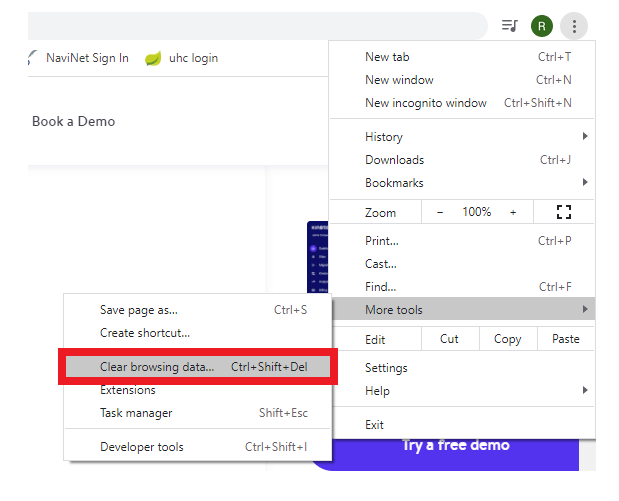 R
NaviNet Sign In uhc login
Book a Demo
New tab Ctrl+T
New window Ctrl+N
New incognito window Ctrl+Shift+N
History
Downloads Ctrl+J
Bookmarks
Zoom − 100% +
Print... Ctrl+P
Cast...
Find... Ctrl+F
More tools
Edit Cut Copy Paste
Settings
Help
Exit
Save page as... Ctrl+S
Create shortcut...
Clear browsing data... Ctrl+Shift+Del
Extensions
Task manager Shift+Esc
Developer tools Ctrl+Shift+I
Try a free demo